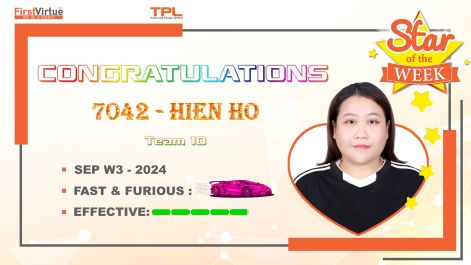 FirstVirtue
TPL
Star
of the
WEEK
CONGRATULATIONS
7042 - HIEN HO
Team 10
SEP W3 - 2024
FAST & FURIOUS :
EFFECTIVE: